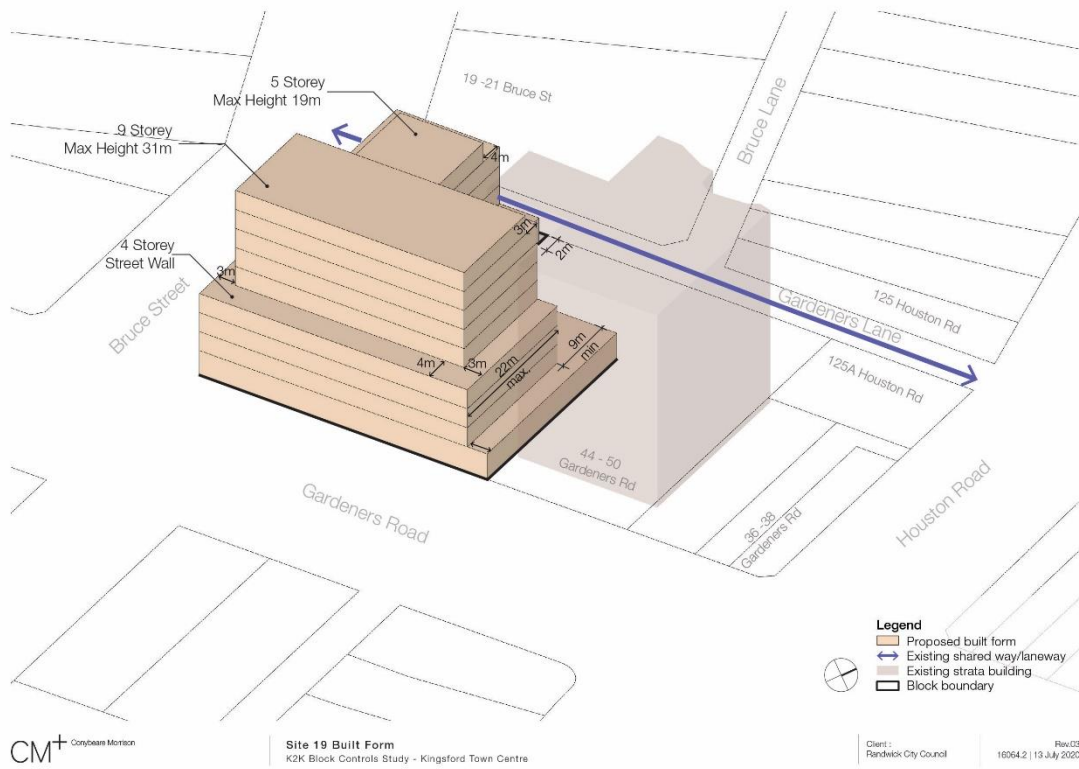 5 Storey
Max Height 19m
9 Storey
Max Height 31m
4 Storey
Street Wall
19 -21 Bruce St
Bruce Lane
4m
3m
2m
3m
Bruce Street
Gardeners Lane
125 Houston Rd
125A Houston Rd
4m
3m
22m
max.
9m
min
44 - 50
Gardeners Rd
36 -38
Gardeners Rd
Houston Road
Gardeners Road
Legend
Proposed built form
Existing shared way/laneway
Existing strata building
Block boundary
CM+ Conybeare Morrison
Site 19 Built Form
K2K Block Controls Study - Kingsford Town Centre
Client :
Randwick City Council
Rev.03
16064.2 | 13 July 2020